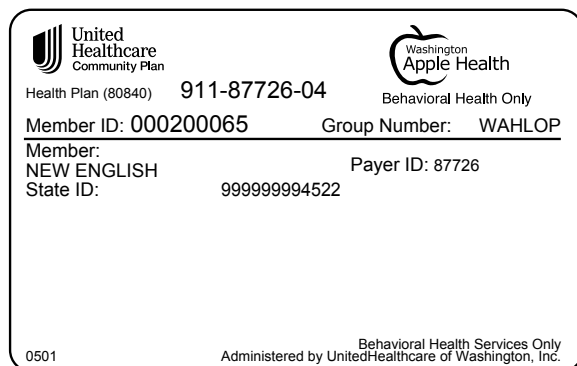 United
Healthcare
Community Plan
Washington
Apple Health
Health Plan (80840) 911-87726-04
Behavioral Health Only
Member ID: 000200065 Group Number: WAHLOP
Member:
NEW ENGLISH
Payer ID: 87726
State ID: 999999994522
Behavioral Health Services Only
0501 Administered by UnitedHealthcare of Washington, Inc.